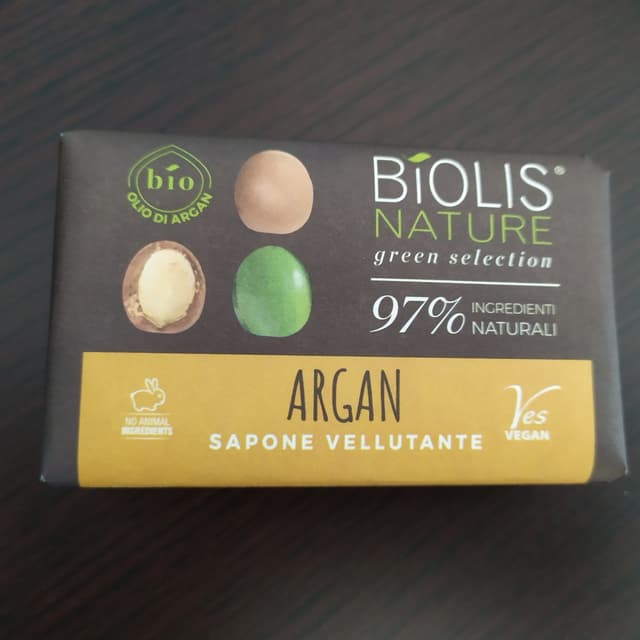 bio
OLIO DI ARGAN
BiOLIS®
NATURE
green selection
97% INGREDIENTI
NATURALI
ARGAN
SAPONE VELLUTANTE
NO ANIMAL
INGREDIENTS
Yes
VEGAN